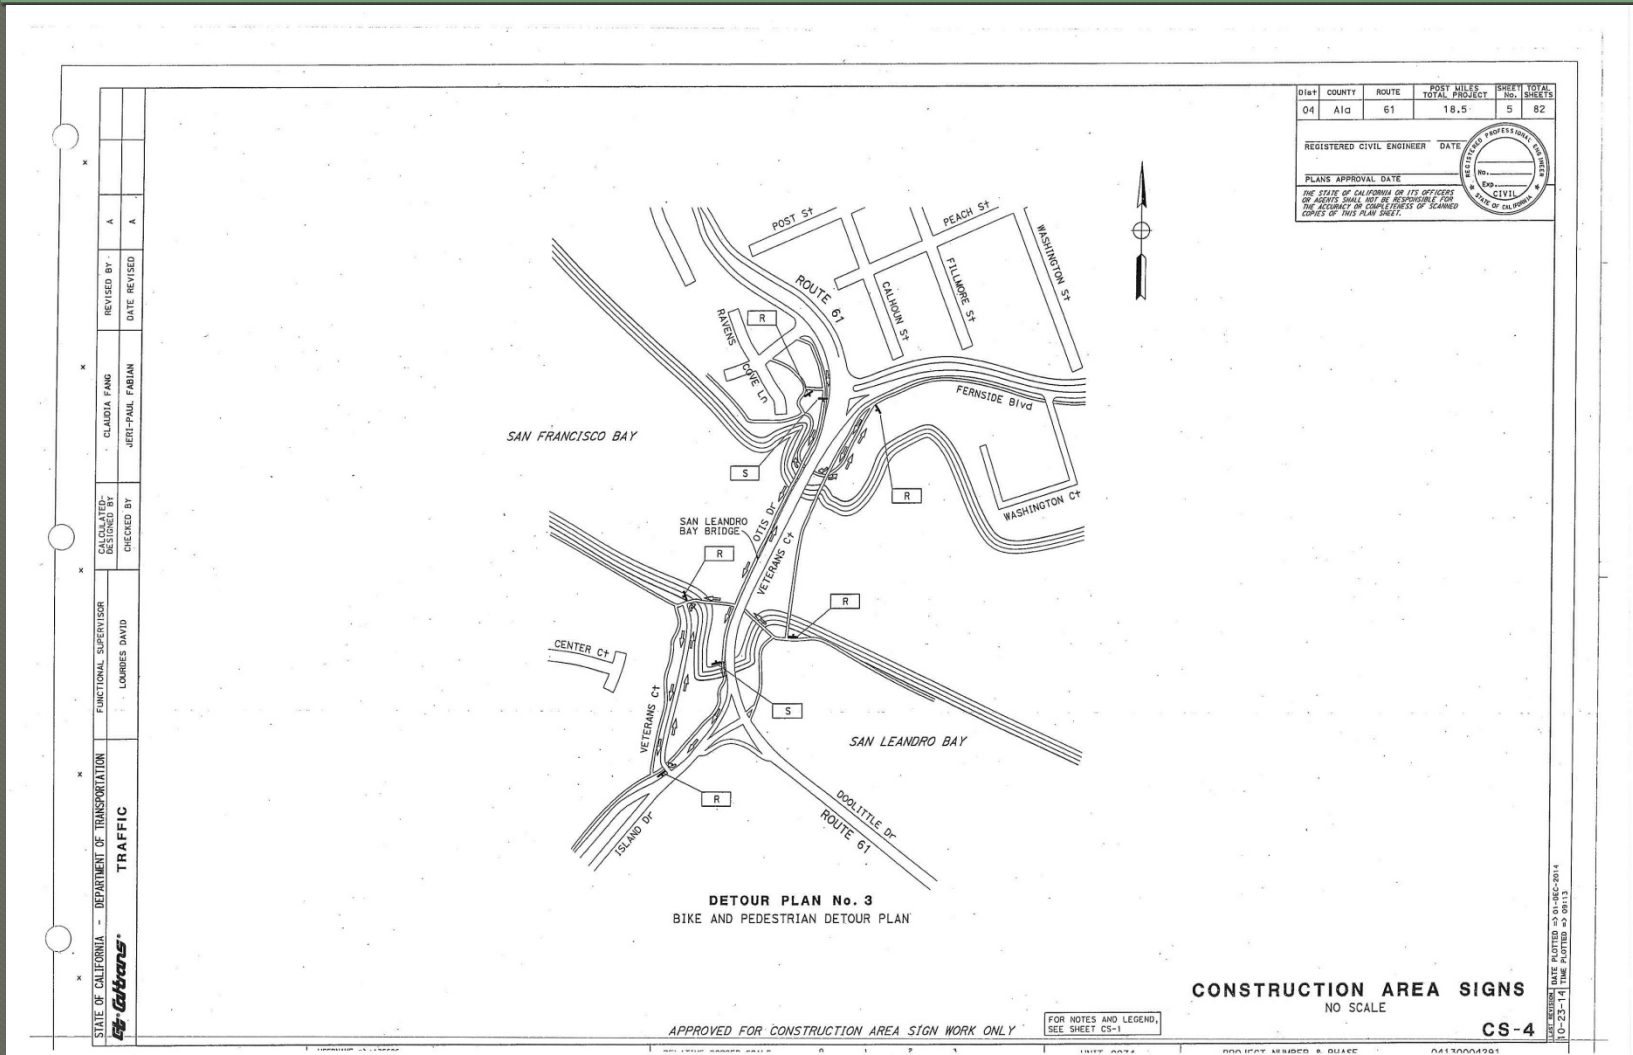 Dist COUNTY ROUTE POST MILES TOTAL PROJECT SHEET No. TOTAL SHEETS
04 Ala 61 18.5 5 82
REGISTERED CIVIL ENGINEER DATE
PLANS APPROVAL DATE
THE STATE OF CALIFORNIA OR ITS OFFICERS
OR AGENTS SHALL NOT BE RESPONSIBLE FOR
THE ACCURACY OR COMPLETENESS OF SCANNED
COPIES OF THIS PLAN SHEET.
REGISTERED PROFESSIONAL ENGINEER
No.
Exp.
CIVIL
STATE OF CALIFORNIA
STATE OF CALIFORNIA - DEPARTMENT OF TRANSPORTATION
Caltrans
TRAFFIC
FUNCTIONAL SUPERVISOR
LOURDES DAVID
CALCULATED-
DESIGNED BY
CHECKED BY
CLAUDIA FANG
JERI-PAUL FABIAN
REVISED BY
DATE REVISED
A
A
POST St
PEACH St
WASHINGTON St
ROUTE 61
FILLMORE St
CALHOUN St
RAVENS
COVE Ln
R
FERNSIDE Blvd
SAN FRANCISCO BAY
S
R
WASHINGTON Ct
SAN LEANDRO
BAY BRIDGE
OTIS Dr
R
VETERANS Ct
R
CENTER Ct
VETERANS Ct
S
SAN LEANDRO BAY
R
ISLAND Dr
DOOLITTLE Dr
ROUTE 61
DETOUR PLAN No. 3
BIKE AND PEDESTRIAN DETOUR PLAN
CONSTRUCTION AREA SIGNS
NO SCALE
FOR NOTES AND LEGEND,
SEE SHEET CS-1
APPROVED FOR CONSTRUCTION AREA SIGN WORK ONLY
CS-4
LAST REVISION
10-23-14
DATE PLOTTED => 01-DEC-2014
TIME PLOTTED => 09:13